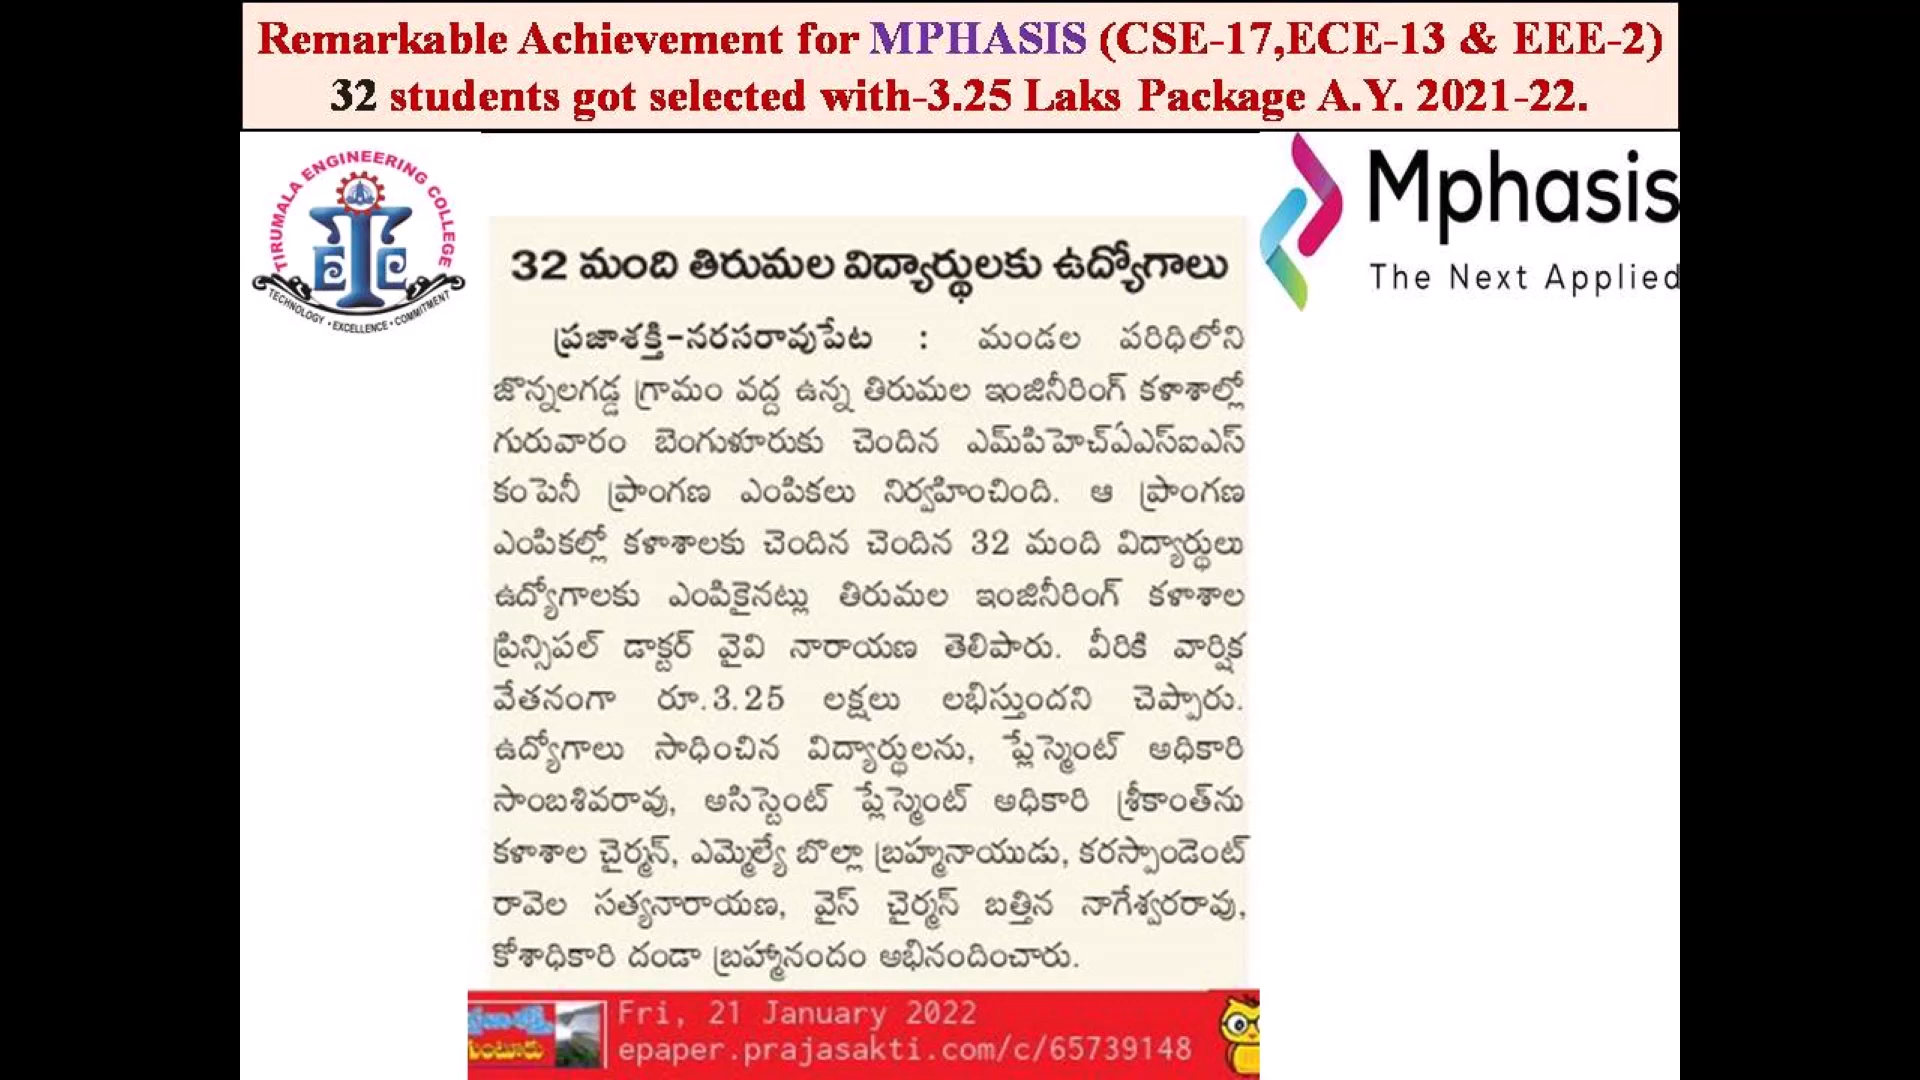 Remarkable Achievement for MPHASIS (CSE-17,ECE-13 & EEE-2)
32 students got selected with-3.25 Laks Package A.Y. 2021-22.
TIRUMALA ENGINEERING COLLEGE
TECHNOLOGY • EXCELLENCE • COMMITMENT
Mphasis
The Next Applied
32 మంది తిరుమల విద్యార్థులకు ఉద్యోగాలు
ప్రజాశక్తి-నరసరావుపేట : మండల పరిధిలోని
జొన్నలగడ్డ గ్రామం వద్ద ఉన్న తిరుమల ఇంజినీరింగ్ కళాశాల్లో
గురువారం బెంగుళూరుకు చెందిన ఎమ్‌పిహెచ్‌ఏఎస్‌ఐఎస్
కంపెనీ ప్రాంగణ ఎంపికలు నిర్వహించింది. ఆ ప్రాంగణ
ఎంపికల్లో కళాశాలకు చెందిన చెందిన 32 మంది విద్యార్థులు
ఉద్యోగాలకు ఎంపికైనట్లు తిరుమల ఇంజినీరింగ్ కళాశాల
ప్రిన్సిపల్ డాక్టర్ వైవి నారాయణ తెలిపారు. వీరికి వార్షిక
వేతనంగా రూ.3.25 లక్షలు లభిస్తుందని చెప్పారు.
ఉద్యోగాలు సాధించిన విద్యార్థులను, ప్లేస్మెంట్ అధికారి
సాంబశివరావు, అసిస్టెంట్ ప్లేస్మెంట్ అధికారి శ్రీకాంత్‌ను
కళాశాల చైర్మన్, ఎమ్మెల్యే బొల్లా బ్రహ్మనాయుడు, కరస్పాండెంట్
రావెల సత్యనారాయణ, వైస్ చైర్మన్ బత్తిన నాగేశ్వరరావు,
కోశాధికారి దండా బ్రహ్మానందం అభినందించారు.
Fri, 21 January 2022
epaper.prajasakti.com/c/65739148